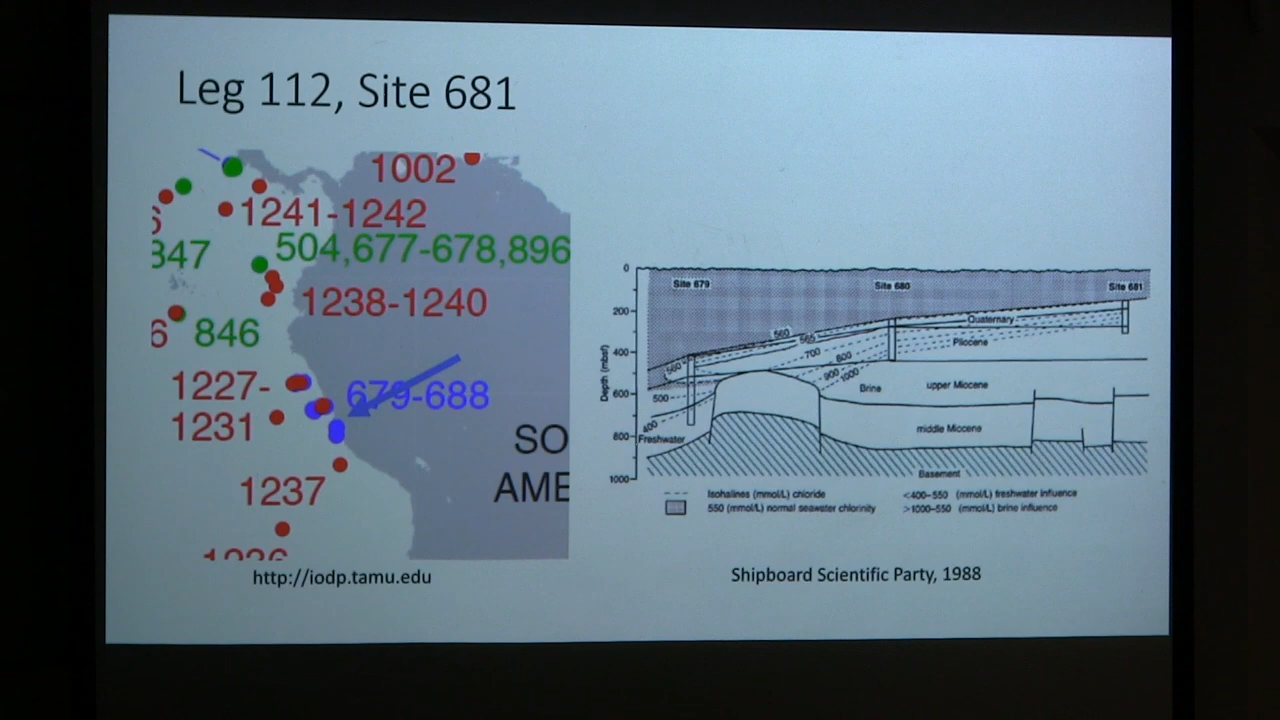 Leg 112, Site 681
1002
1241-1242
504,677-678,896
847
1238-1240
6 846
1227-
1231
679-688
SO
AME
1237
http://iodp.tamu.edu
0
200
400
600
800
1000
Depth (mbsf)
Site 679
Site 680
Site 681
560
565
560
700
800
900
1000
500
400
Quaternary
Pliocene
Brine
upper Miocene
middle Miocene
Freshwater
Basement
Isohalines (mmol/L) chloride
550 (mmol/L) normal seawater chlorinity
<400-550 (mmol/L) freshwater influence
>1000-550 (mmol/L) brine influence
Shipboard Scientific Party, 1988